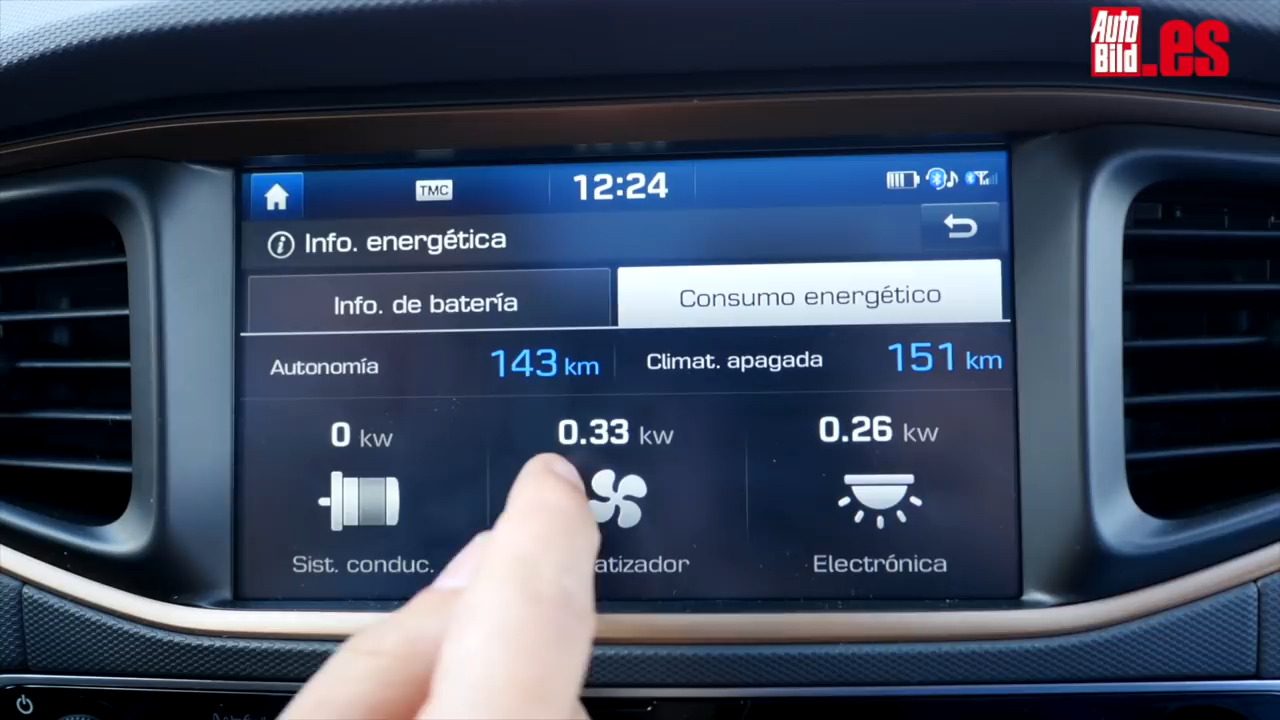 Auto
Bild.es
TMC 12:24
Info. energética
Info. de batería Consumo energético
Autonomía 143 km Climat. apagada 151 km
0 kw 0.33 kw 0.26 kw
Sist. conduc. atizador Electrónica